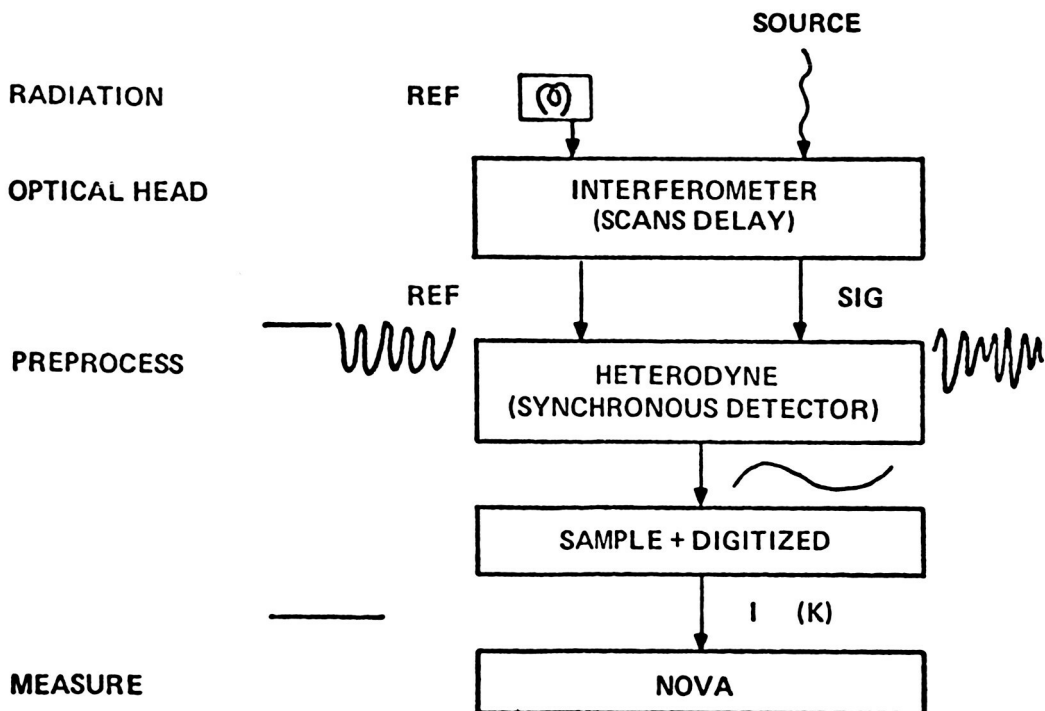 SOURCE
RADIATION REF
OPTICAL HEAD INTERFEROMETER
(SCANS DELAY)
REF SIG
PREPROCESS HETERODYNE
(SYNCHRONOUS DETECTOR)
SAMPLE + DIGITIZED
I (K)
MEASURE NOVA